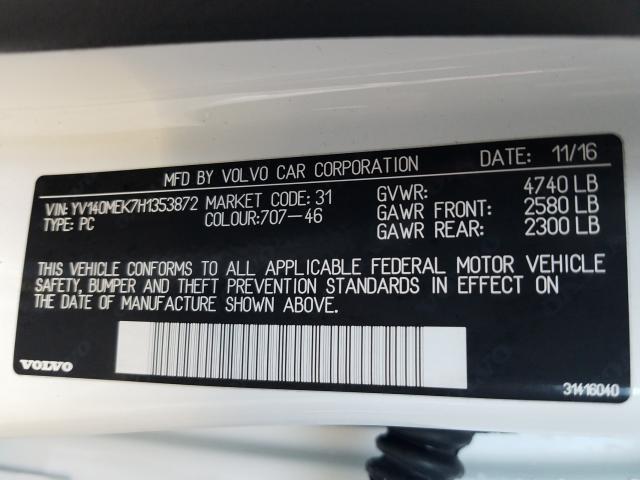 MFD BY VOLVO CAR CORPORATION DATE: 11/16
VIN: YV140MEK7H1353872 MARKET CODE: 31 GVWR: 4740 LB
TYPE: PC COLOUR:707-46 GAWR FRONT: 2580 LB
GAWR REAR: 2300 LB
THIS VEHICLE CONFORMS TO ALL APPLICABLE FEDERAL MOTOR VEHICLE
SAFETY, BUMPER AND THEFT PREVENTION STANDARDS IN EFFECT ON
THE DATE OF MANUFACTURE SHOWN ABOVE.
VOLVO 31416040